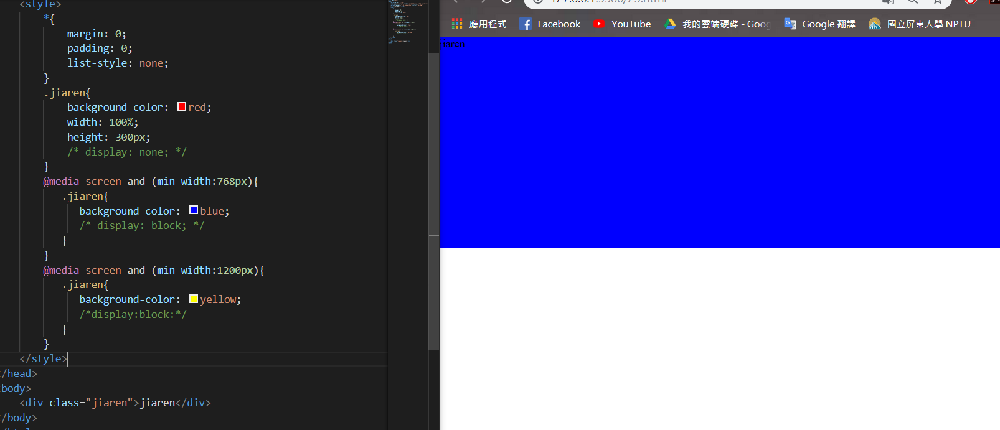 <style>
*{
margin: 0;
padding: 0;
list-style: none;
}
.jiaren{
background-color: red;
width: 100%;
height: 300px;
/* display: none; */
}
@media screen and (min-width:768px){
.jiaren{
background-color: blue;
/* display: block; */
}
}
@media screen and (min-width:1200px){
.jiaren{
background-color: yellow;
/*display:block:*/
}
}
</style>
/head>
body>
<div class="jiaren">jiaren</div>
/body>
應用程式 Facebook YouTube 我的雲端硬碟 - Goog Google 翻譯 國立屏東大學 NPTU
jiaren